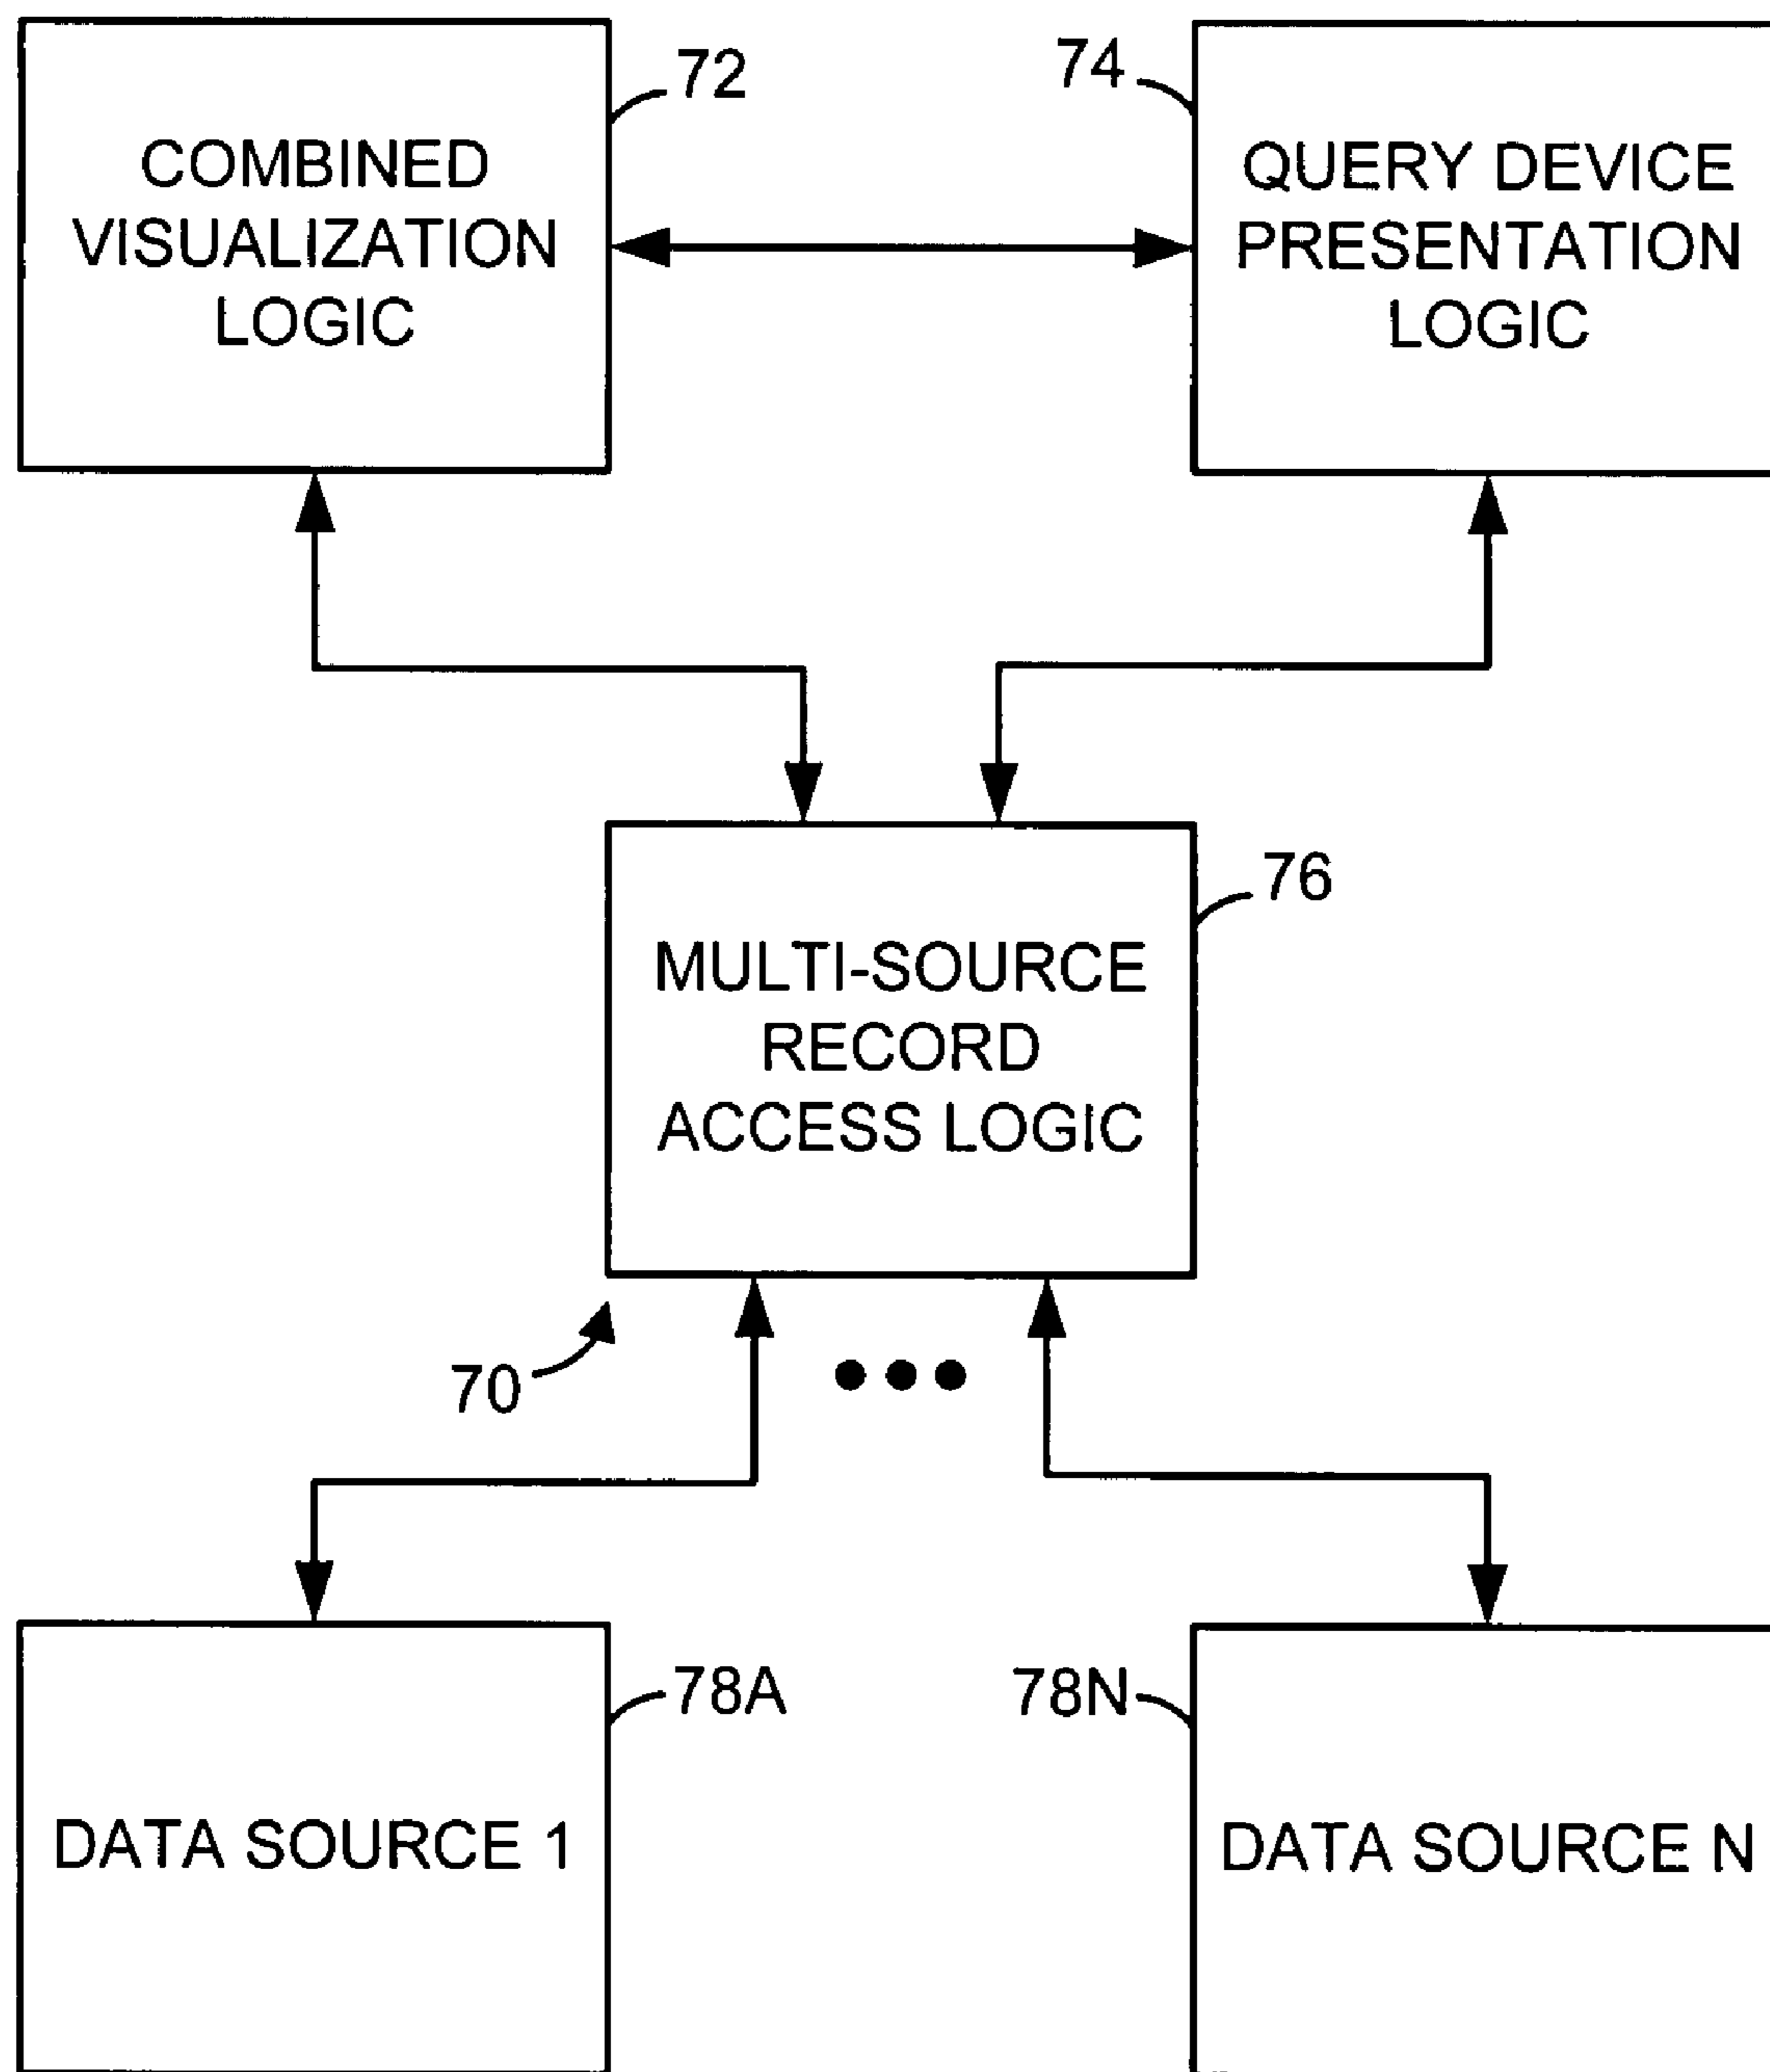 72
74
COMBINED
VISUALIZATION
LOGIC
QUERY DEVICE
PRESENTATION
LOGIC
76
MULTI-SOURCE
RECORD
ACCESS LOGIC
70
78A
78N
DATA SOURCE 1
DATA SOURCE N